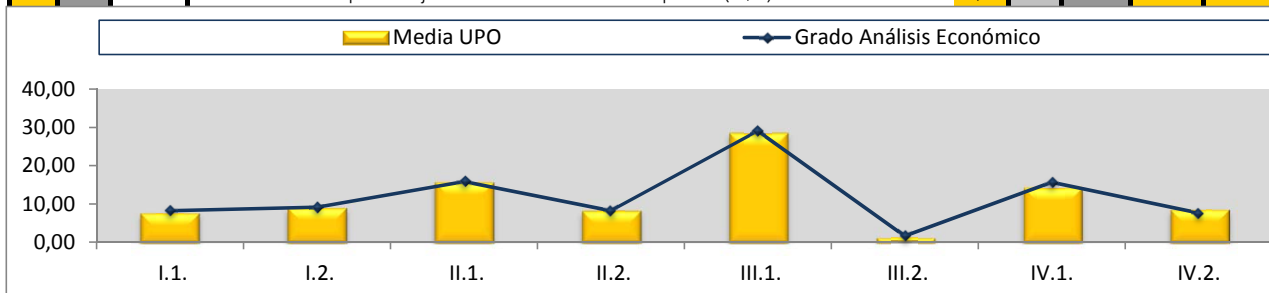 Media UPO Grado Análisis Económico
40,00
30,00
20,00
10,00
0,00
I.1. I.2. II.1. II.2. III.1. III.2. IV.1. IV.2.